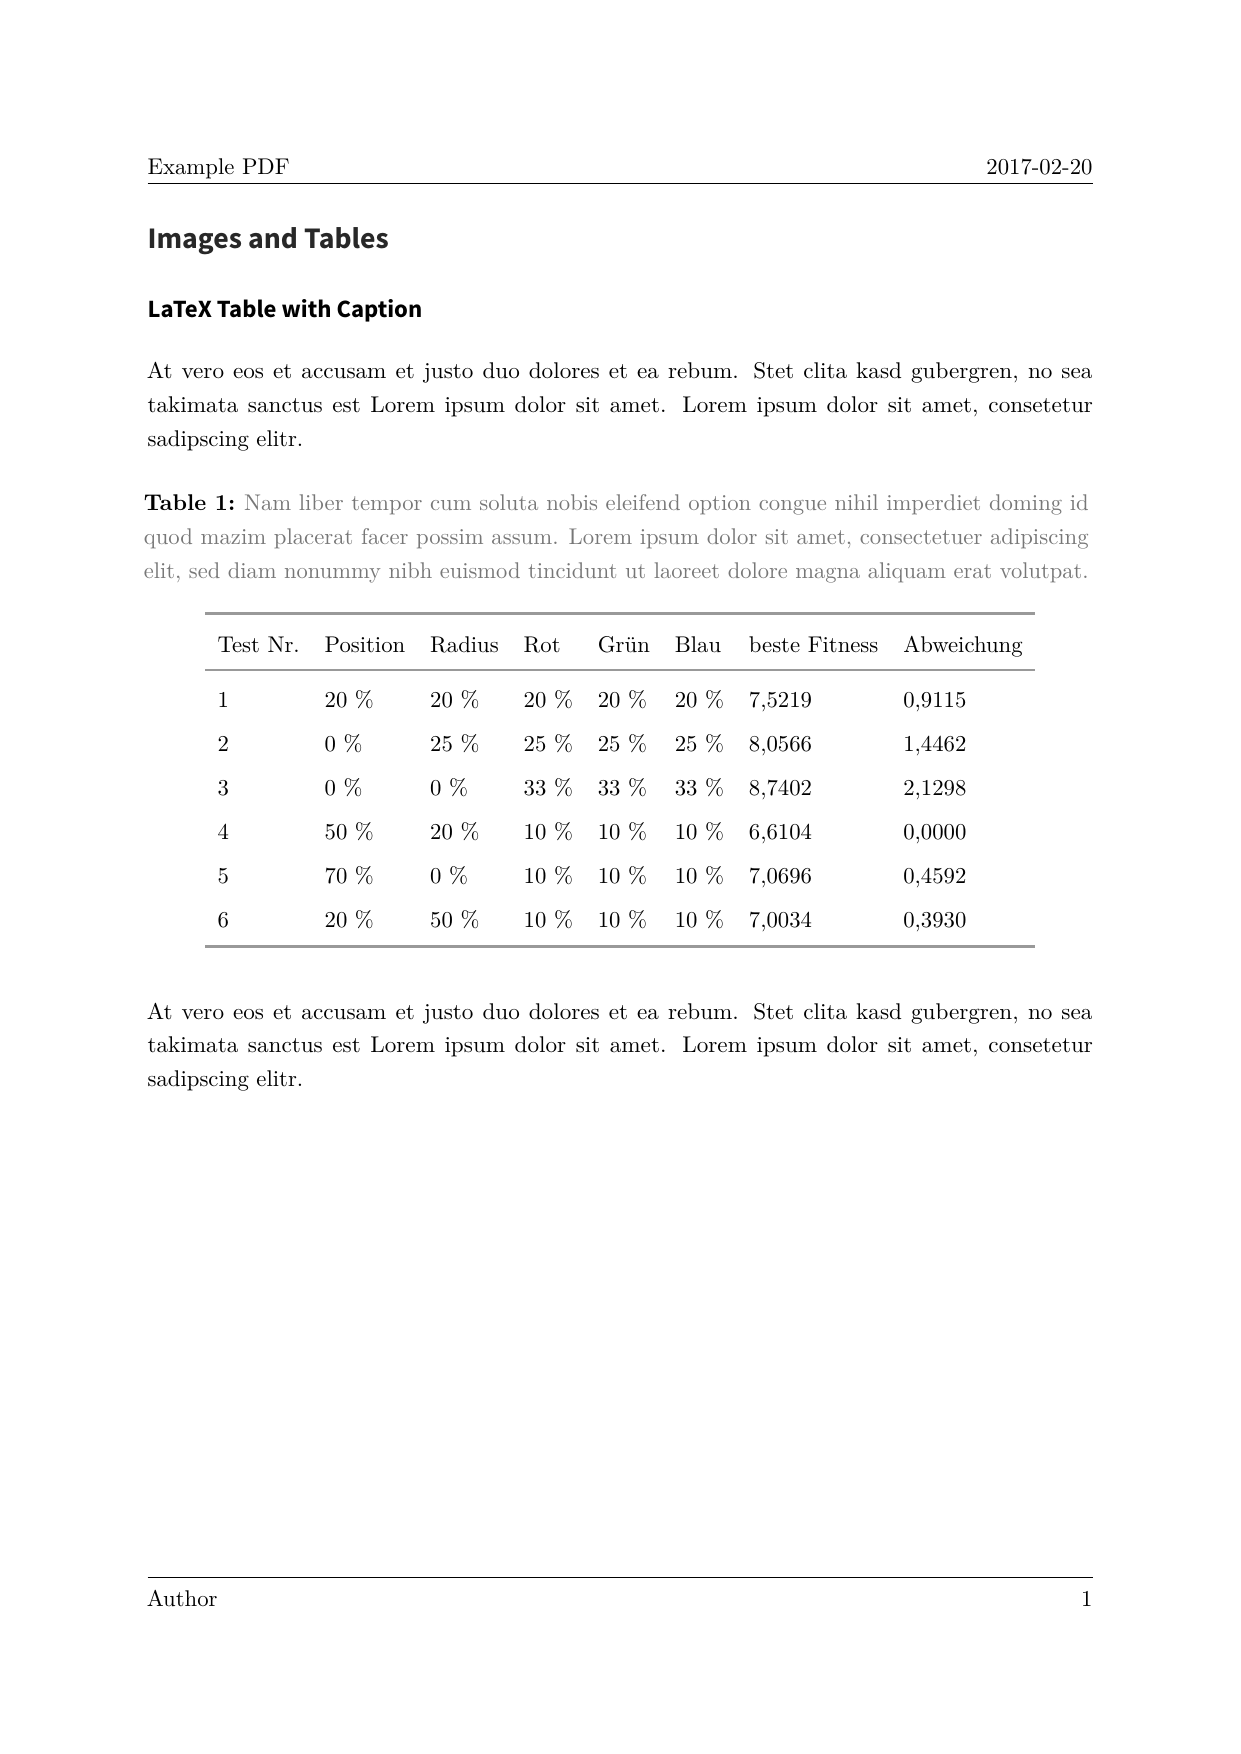 Example PDF 2017-02-20
Images and Tables
LaTeX Table with Caption
At vero eos et accusam et justo duo dolores et ea rebum. Stet clita kasd gubergren, no sea
takimata sanctus est Lorem ipsum dolor sit amet. Lorem ipsum dolor sit amet, consetetur
sadipscing elitr.
Table 1: Nam liber tempor cum soluta nobis eleifend option congue nihil imperdiet doming id
quod mazim placerat facer possim assum. Lorem ipsum dolor sit amet, consectetuer adipiscing
elit, sed diam nonummy nibh euismod tincidunt ut laoreet dolore magna aliquam erat volutpat.
Test Nr. Position Radius Rot Grün Blau beste Fitness Abweichung
1 20 % 20 % 20 % 20 % 20 % 7,5219 0,9115
2 0 % 25 % 25 % 25 % 25 % 8,0566 1,4462
3 0 % 0 % 33 % 33 % 33 % 8,7402 2,1298
4 50 % 20 % 10 % 10 % 10 % 6,6104 0,0000
5 70 % 0 % 10 % 10 % 10 % 7,0696 0,4592
6 20 % 50 % 10 % 10 % 10 % 7,0034 0,3930
At vero eos et accusam et justo duo dolores et ea rebum. Stet clita kasd gubergren, no sea
takimata sanctus est Lorem ipsum dolor sit amet. Lorem ipsum dolor sit amet, consetetur
sadipscing elitr.
Author 1